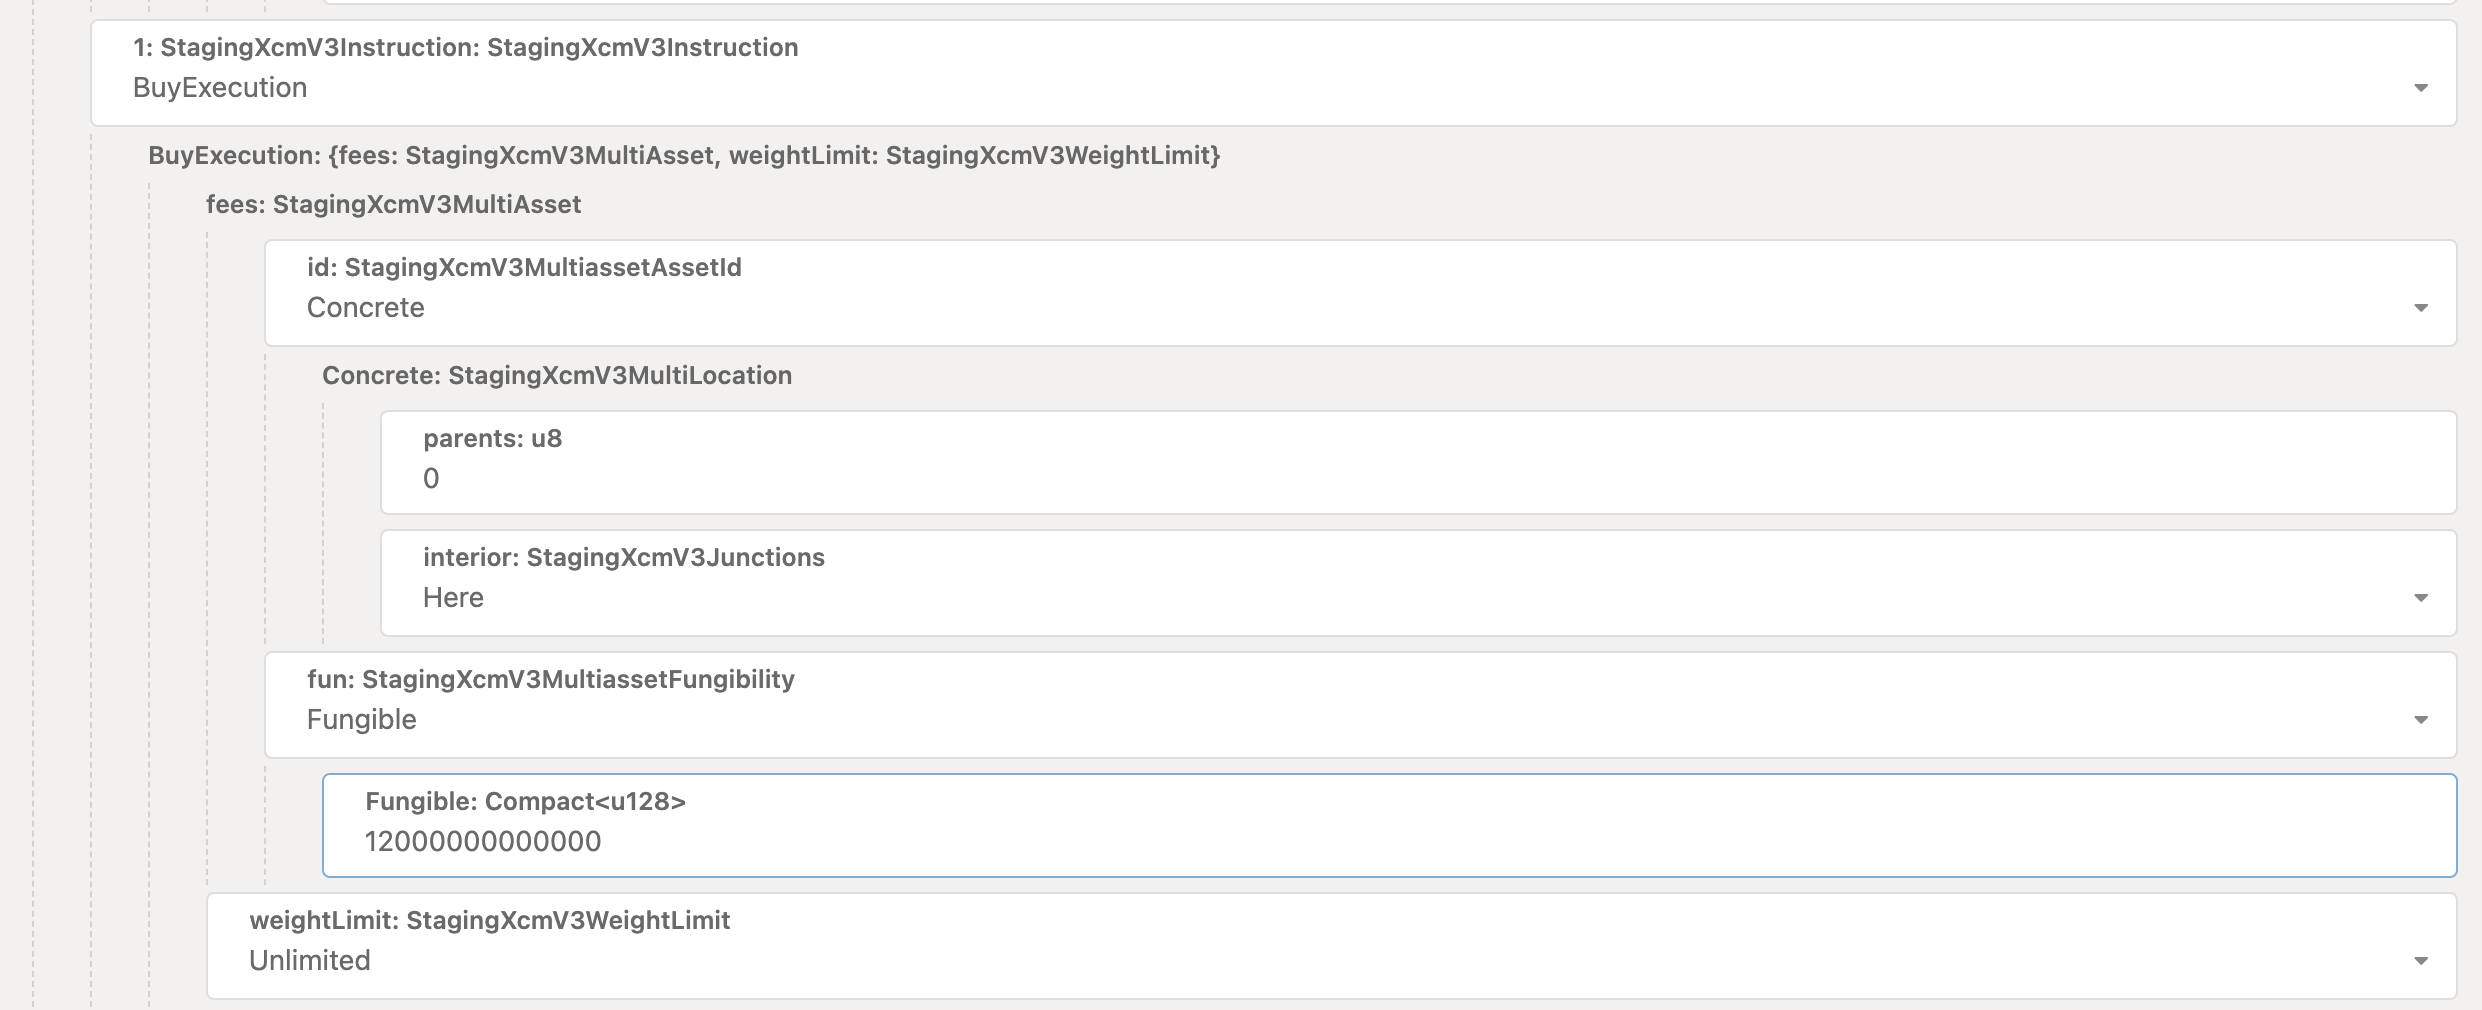 1: StagingXcmV3Instruction: StagingXcmV3Instruction
BuyExecution
BuyExecution: {fees: StagingXcmV3MultiAsset, weightLimit: StagingXcmV3WeightLimit}
fees: StagingXcmV3MultiAsset
id: StagingXcmV3MultiassetAssetId
Concrete
Concrete: StagingXcmV3MultiLocation
parents: u8
0
interior: StagingXcmV3Junctions
Here
fun: StagingXcmV3MultiassetFungibility
Fungible
Fungible: Compact<u128>
12000000000000
weightLimit: StagingXcmV3WeightLimit
Unlimited